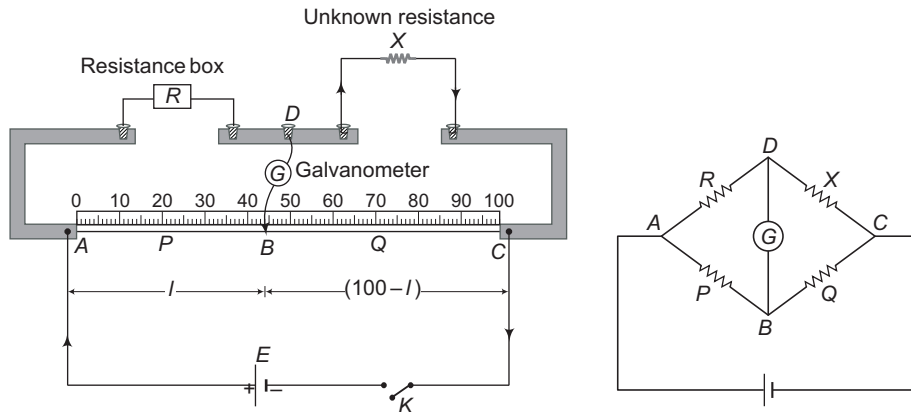 Unknown resistance
X
Resistance box
R
D
G Galvanometer
0 10 20 30 40 50 60 70 80 90 100
A P B Q C
l (100 – l)
E
+ –
K
D
R X
A G C
P Q
B